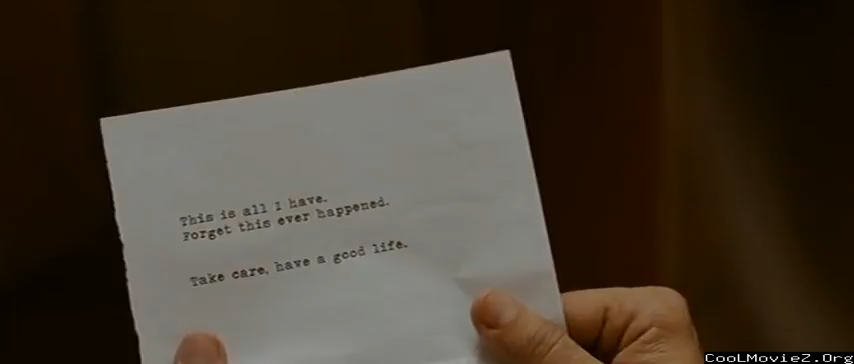 This is all I have.
Forget this ever happened.
Take care, have a good life.
CooLMovieZ.Org